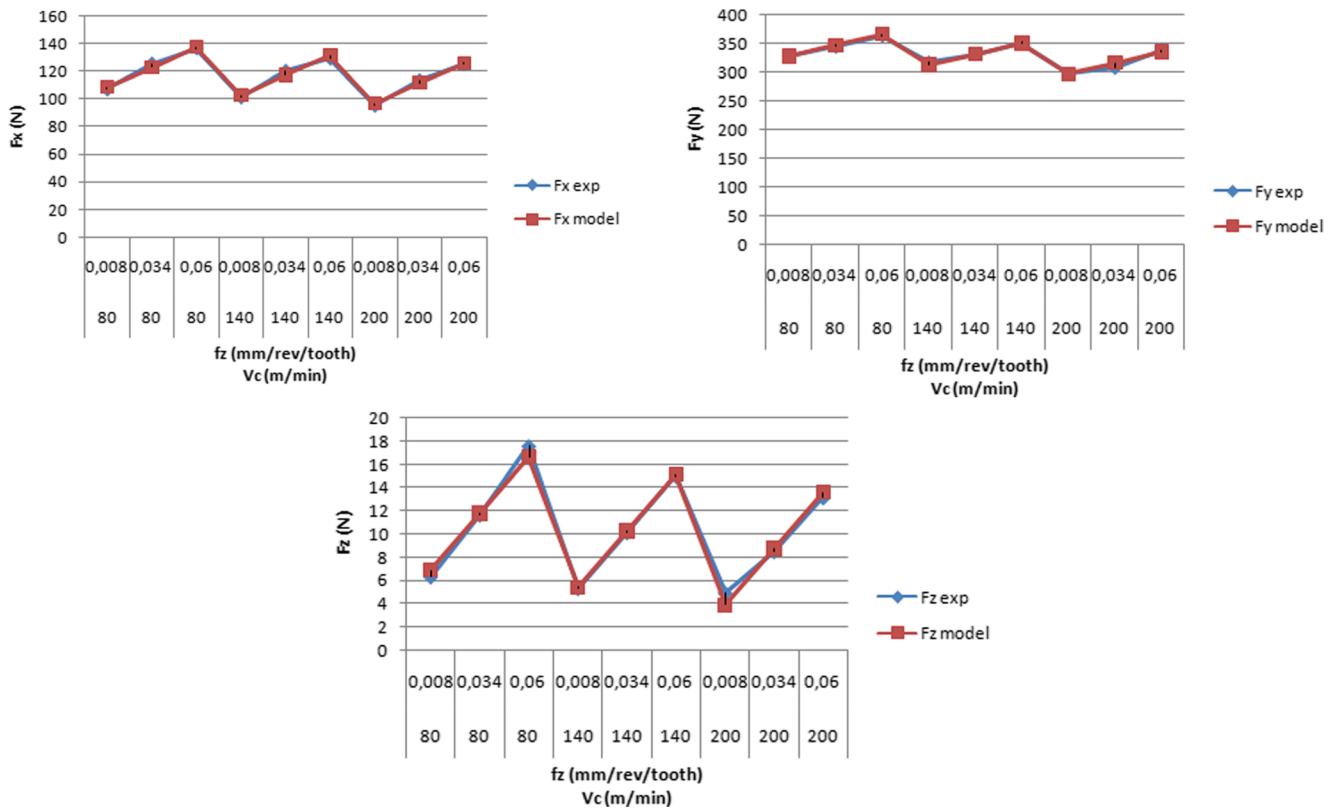 160
140
120
100
80
60
40
20
0
Fx (N)
Fx exp
Fx model
0,008 0,034 0,06 0,008 0,034 0,06 0,008 0,034 0,06
80 80 80 140 140 140 200 200 200
fz (mm/rev/tooth)
Vc (m/min)
400
350
300
250
200
150
100
50
0
Fy (N)
Fy exp
Fy model
0,008 0,034 0,06 0,008 0,034 0,06 0,008 0,034 0,06
80 80 80 140 140 140 200 200 200
fz (mm/rev/tooth)
Vc (m/min)
20
18
16
14
12
10
8
6
4
2
0
Fz (N)
Fz exp
Fz model
0,008 0,034 0,06 0,008 0,034 0,06 0,008 0,034 0,06
80 80 80 140 140 140 200 200 200
fz (mm/rev/tooth)
Vc (m/min)